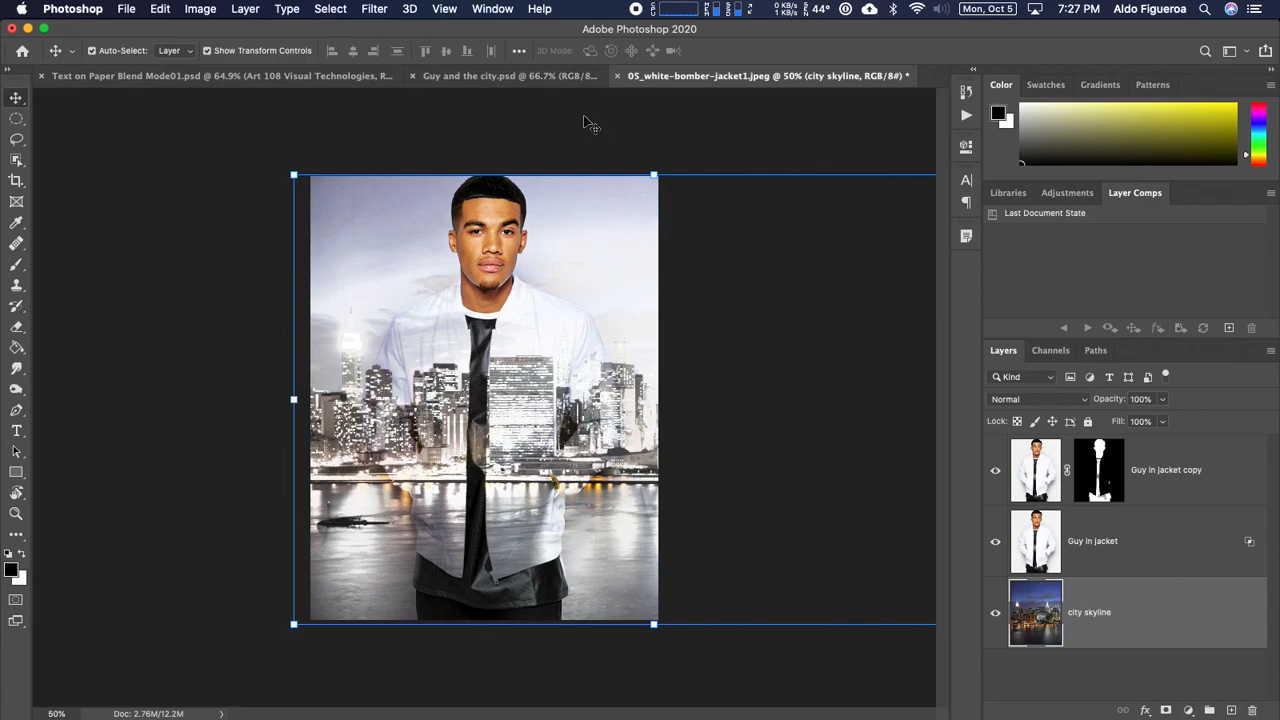 Photoshop File Edit Image Layer Type Select Filter 3D View Window Help 0 KB/s 0 KB/s 44° Mon, Oct 5 7:27 PM Aldo Figueroa
Adobe Photoshop 2020
Auto-Select: Layer Show Transform Controls 3D Mode:
Text on Paper Blend Mode01.psd @ 64.9% (Art 108 Visual Technologies, R... Guy and the city.psd @ 66.7% (RGB/8... 05_white-bomber-jacket1.jpeg @ 50% (city skyline, RGB/8#) *
Color Swatches Gradients Patterns
Libraries Adjustments Layer Comps
Last Document State
Layers Channels Paths
Kind
Normal Opacity: 100%
Lock: Fill: 100%
Guy in jacket copy
Guy in jacket
city skyline
50% Doc: 2.76M/12.2M